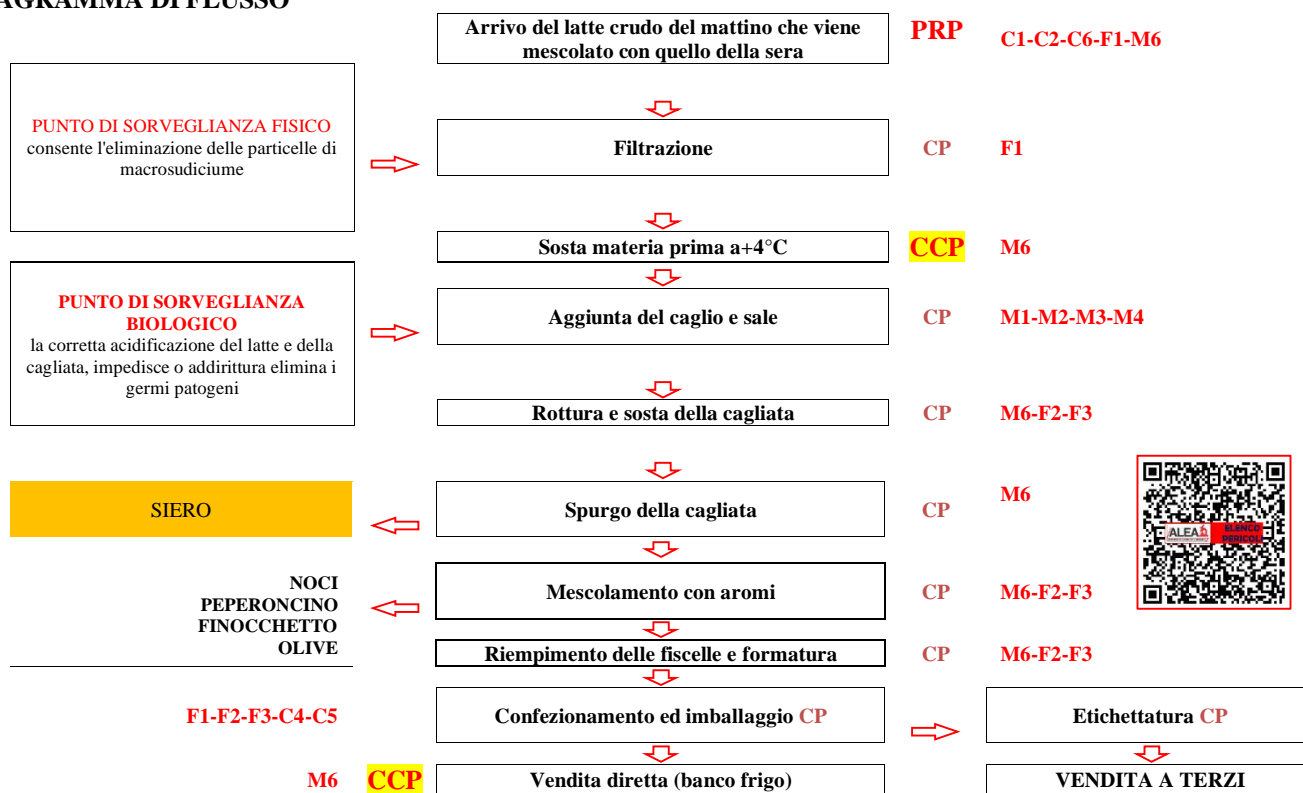 AGRAMMA DI FLUSSO
Arrivo del latte crudo del mattino che viene
mescolato con quello della sera
PRP
C1-C2-C6-F1-M6
PUNTO DI SORVEGLIANZA FISICO
consente l'eliminazione delle particelle di
macrosudiciume
Filtrazione
CP
F1
Sosta materia prima a+4°C
CCP
M6
PUNTO DI SORVEGLIANZA
BIOLOGICO
la corretta acidificazione del latte e della
cagliata, impedisce o addirittura elimina i
germi patogeni
Aggiunta del caglio e sale
CP
M1-M2-M3-M4
Rottura e sosta della cagliata
CP
M6-F2-F3
SIERO
Spurgo della cagliata
CP
M6
ALEA
ELENCO
PERICOL
NOCI
PEPERONCINO
FINOCCHETTO
OLIVE
Mescolamento con aromi
CP
M6-F2-F3
Riempimento delle fiscelle e formatura
CP
M6-F2-F3
F1-F2-F3-C4-C5
Confezionamento ed imballaggio CP
Etichettatura CP
M6
CCP
Vendita diretta (banco frigo)
VENDITA A TERZI